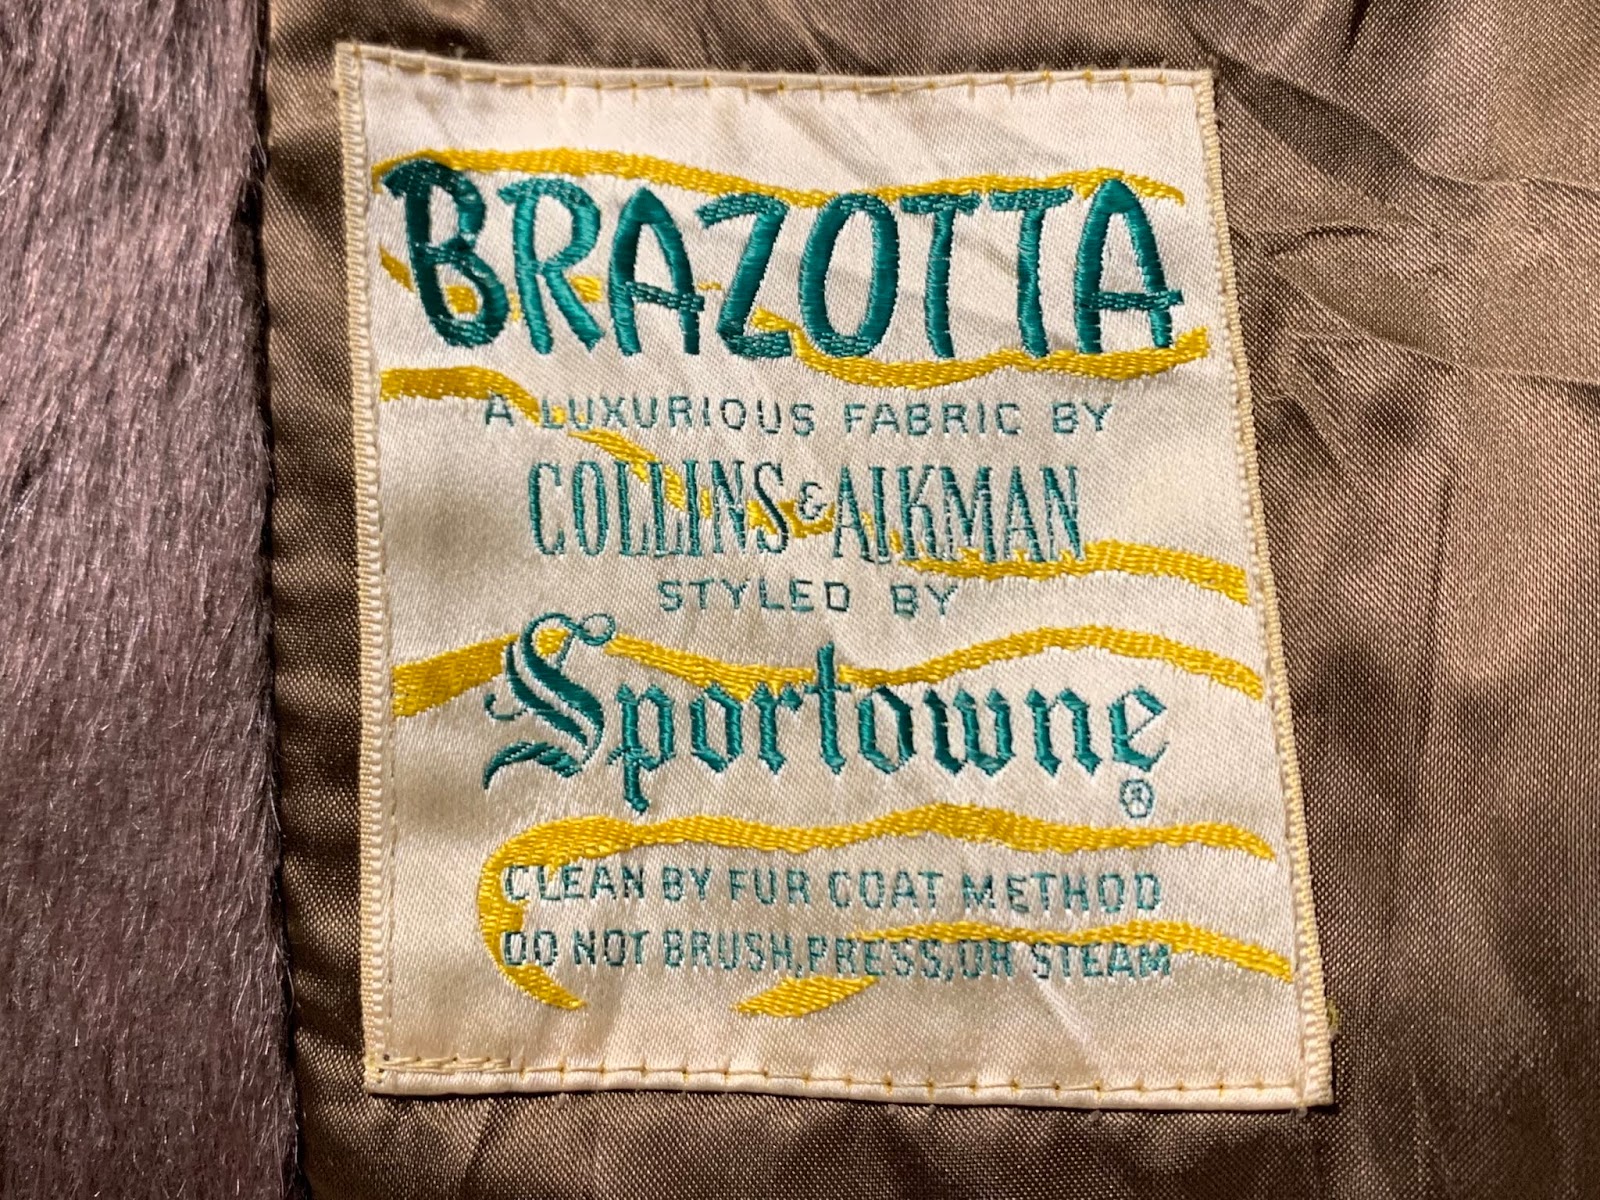 BRAZOTTA
A LUXURIOUS FABRIC BY
COLLINS & AIKMAN
STYLED BY
Sportowne
®
CLEAN BY FUR COAT METHOD
DO NOT BRUSH, PRESS, OR STEAM